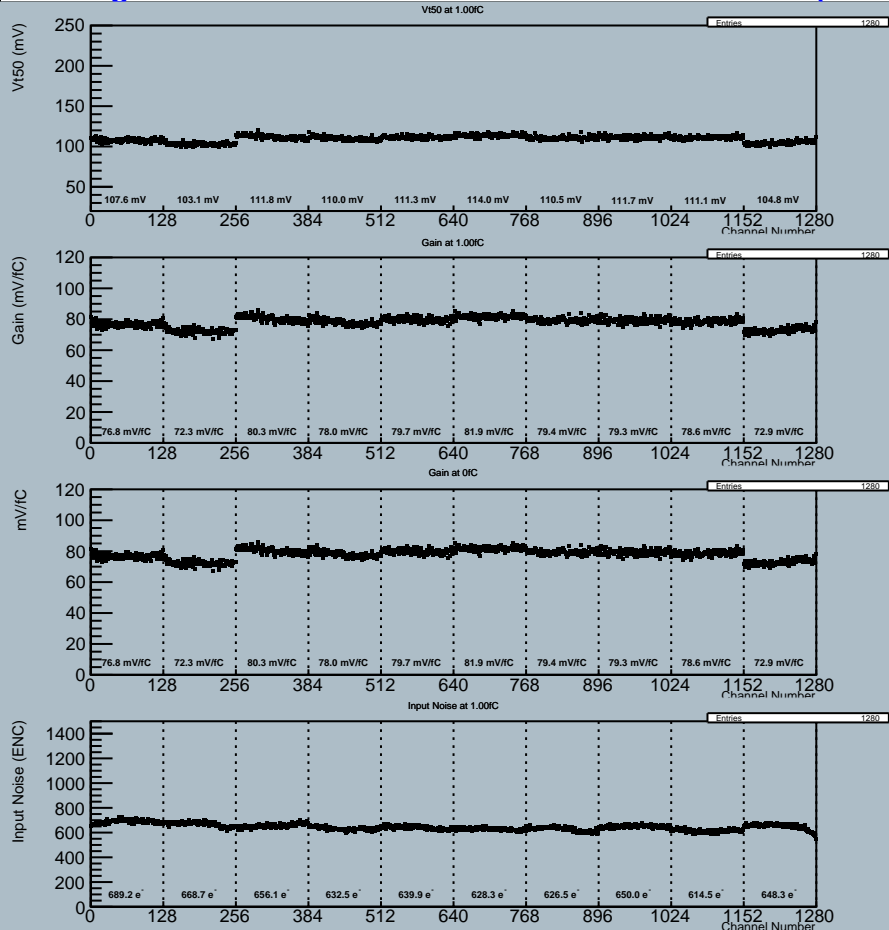 Vt50 at 1.00fC
Entries 1280
Vt50 (mV)
250
200
150
100
50
107.6 mV 103.1 mV 111.8 mV 110.0 mV 111.3 mV 114.0 mV 110.5 mV 111.7 mV 111.1 mV 104.8 mV
0 128 256 384 512 640 768 896 1024 1152 1280
Channel Number
Gain at 1.00fC
Entries 1280
Gain (mV/fC)
120
100
80
60
40
20
0
76.8 mV/fC 72.3 mV/fC 80.3 mV/fC 78.0 mV/fC 79.7 mV/fC 81.9 mV/fC 79.4 mV/fC 79.3 mV/fC 78.6 mV/fC 72.9 mV/fC
0 128 256 384 512 640 768 896 1024 1152 1280
Channel Number
Gain at 0fC
Entries 1280
mV/fC
120
100
80
60
40
20
0
76.8 mV/fC 72.3 mV/fC 80.3 mV/fC 78.0 mV/fC 79.7 mV/fC 81.9 mV/fC 79.4 mV/fC 79.3 mV/fC 78.6 mV/fC 72.9 mV/fC
0 128 256 384 512 640 768 896 1024 1152 1280
Channel Number
Input Noise at 1.00fC
Entries 1280
Input Noise (ENC)
1400
1200
1000
800
600
400
200
0
689.2 e- 668.7 e- 656.1 e- 632.5 e- 639.9 e- 628.3 e- 626.5 e- 650.0 e- 614.5 e- 648.3 e-
0 128 256 384 512 640 768 896 1024 1152 1280
Channel Number